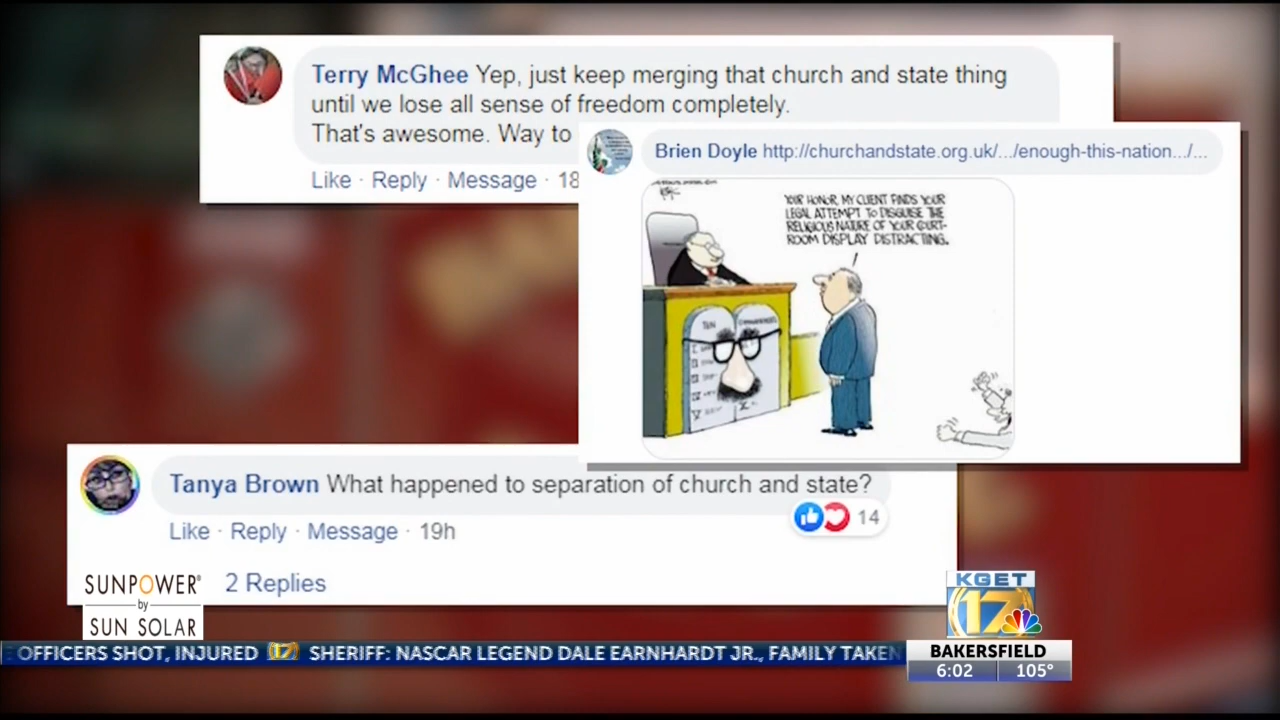 Terry McGhee Yep, just keep merging that church and state thing
until we lose all sense of freedom completely.
That's awesome. Way to
Like · Reply · Message · 18
Brien Doyle http://churchandstate.org.uk/.../enough-this-nation.../...
YOUR HONOR, MY CLIENT FINDS YOUR
LEGAL ATTEMPT TO DISGUISE THE
RELIGIOUS NATURE OF YOUR COURT-
ROOM DISPLAY DISTRACTING.
TEN COMMANDMENTS
Tanya Brown What happened to separation of church and state?
14
Like · Reply · Message · 19h
2 Replies
SUNPOWER®
by
SUN SOLAR
KGET
17
OFFICERS SHOT, INJURED 17 SHERIFF: NASCAR LEGEND DALE EARNHARDT JR., FAMILY TAKEN
BAKERSFIELD
6:02 105°